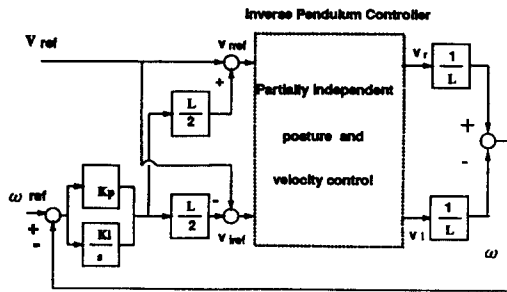 Inverse Pendulum Controller
V ref
v rref
+
L
2
Partially independent
posture and
velocity control
v r
1
L
+
-
ω ref
+
-
Kp
KI
s
L
2
-
v lref
v l
1
L
ω